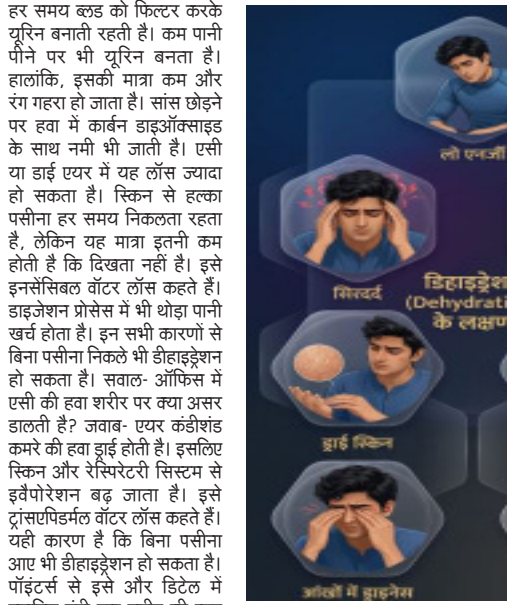 हर समय ब्लड को फिल्टर करके
यूरिन बनाती रहती है। कम पानी
पीने पर भी यूरिन बनता है।
हालांकि, इसकी मात्रा कम और
रंग गहरा हो जाता है। सांस छोड़ने
पर हवा में कार्बन डाइऑक्साइड
के साथ नमी भी जाती है। एसी
या डाई एयर में यह लॉस ज्यादा
हो सकता है। स्किन से हल्का
पसीना हर समय निकलता रहता
है, लेकिन यह मात्रा इतनी कम
होती है कि दिखता नहीं है। इसे
इनसेंसिबल वॉटर लॉस कहते हैं।
डाइजेशन प्रोसेस में भी थोड़ा पानी
खर्च होता है। इन सभी कारणों से
बिना पसीना निकले भी डीहाइड्रेशन
हो सकता है। सवाल- ऑफिस में
एसी की हवा शरीर पर क्या असर
डालती है? जवाब- एयर कंडीशंड
कमरे की हवा ड्राई होती है। इसलिए
स्किन और रेस्पिरेटरी सिस्टम से
इवैपोरेशन बढ़ जाता है। इसे
ट्रांसएपिडर्मल वॉटर लॉस कहते हैं।
यही कारण है कि बिना पसीना
आए भी डीहाइड्रेशन हो सकता है।
पॉइंटर्स से इसे और डिटेल में
लो एनर्जी
सिरदर्द
डिहाइड्रेश
(Dehydrati
के लक्षण
ड्राई स्किन
आंखों में ड्राइनेस